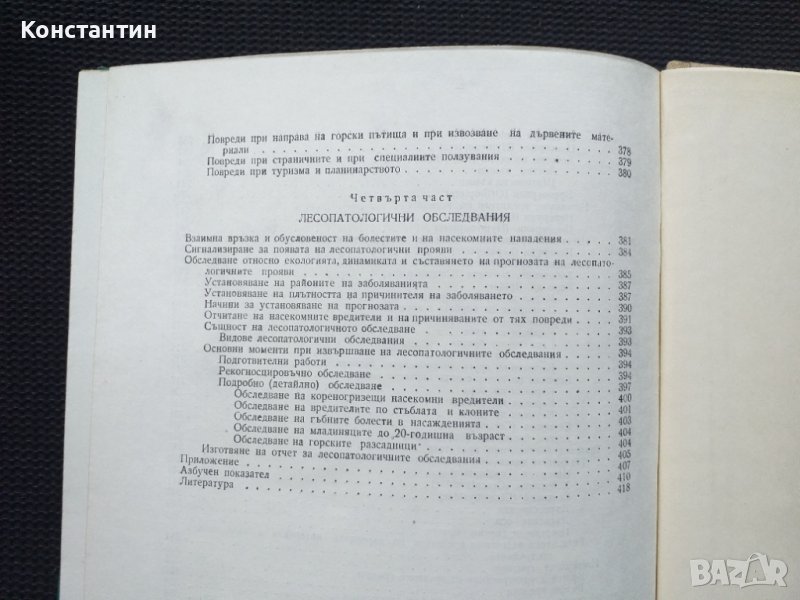 Константин
Повреди при направа на горски пътища и при извозване на дървените мате-
риали . . . . . . . . . . . . . . . . . . . . . . . . 378
Повреди при страничните и при специалните ползувания . . . . . . . . 379
Повреди при туризма и планинарството . . . . . . . . . . . . . . . 380
Четвърта част
ЛЕСОПАТОЛОГИЧНИ ОБСЛЕДВАНИЯ
Взаимна връзка и обусловеност на болестите и на насекомните нападения . . . . 381
Сигнализиране за появата на лесопатологични прояви . . . . . . . . . . 384
Обследване относно екологията, динамиката и съставянето на прогнозата на лесопато-
логичните прояви . . . . . . . . . . . . . . . . . . . . 385
Установяване на районите на заболяванията . . . . . . . . . . . . . 387
Установяване на плътността на причинителя на заболяването . . . . . . . 387
Начини за установяване на прогнозата . . . . . . . . . . . . . . . 390
Отчитане на насекомните вредители и на причиняваните от тях повреди . . . . 391
Същност на лесопатологичното обследване . . . . . . . . . . . . . 393
Видове лесопатологични обследвания . . . . . . . . . . . . . . 393
Основни моменти при извършване на лесопатологичните обследвания . . . . . 394
Подготвителни работи . . . . . . . . . . . . . . . . . . . 394
Рекогносцировъчно обследване . . . . . . . . . . . . . . . . 394
Подробно (детайлно) обследване . . . . . . . . . . . . . . . 397
Обследване на кореногризещи насекомни вредители . . . . . . . . 400
Обследване на вредителите по стъблата и клоните . . . . . . . . 401
Обследване на гъбните болести в насажденията . . . . . . . . . 403
Обследване на младиняците до 20-годишна възраст . . . . . . . . 404
Обследване на горските разсадници . . . . . . . . . . . . . 404
Изготвяне на отчет за лесопатологичните обследвания . . . . . . . . . 405
Приложение . . . . . . . . . . . . . . . . . . . . . . . 407
Азбучен показател . . . . . . . . . . . . . . . . . . . . 410
Литература . . . . . . . . . . . . . . . . . . . . . . . 418
BAZAR